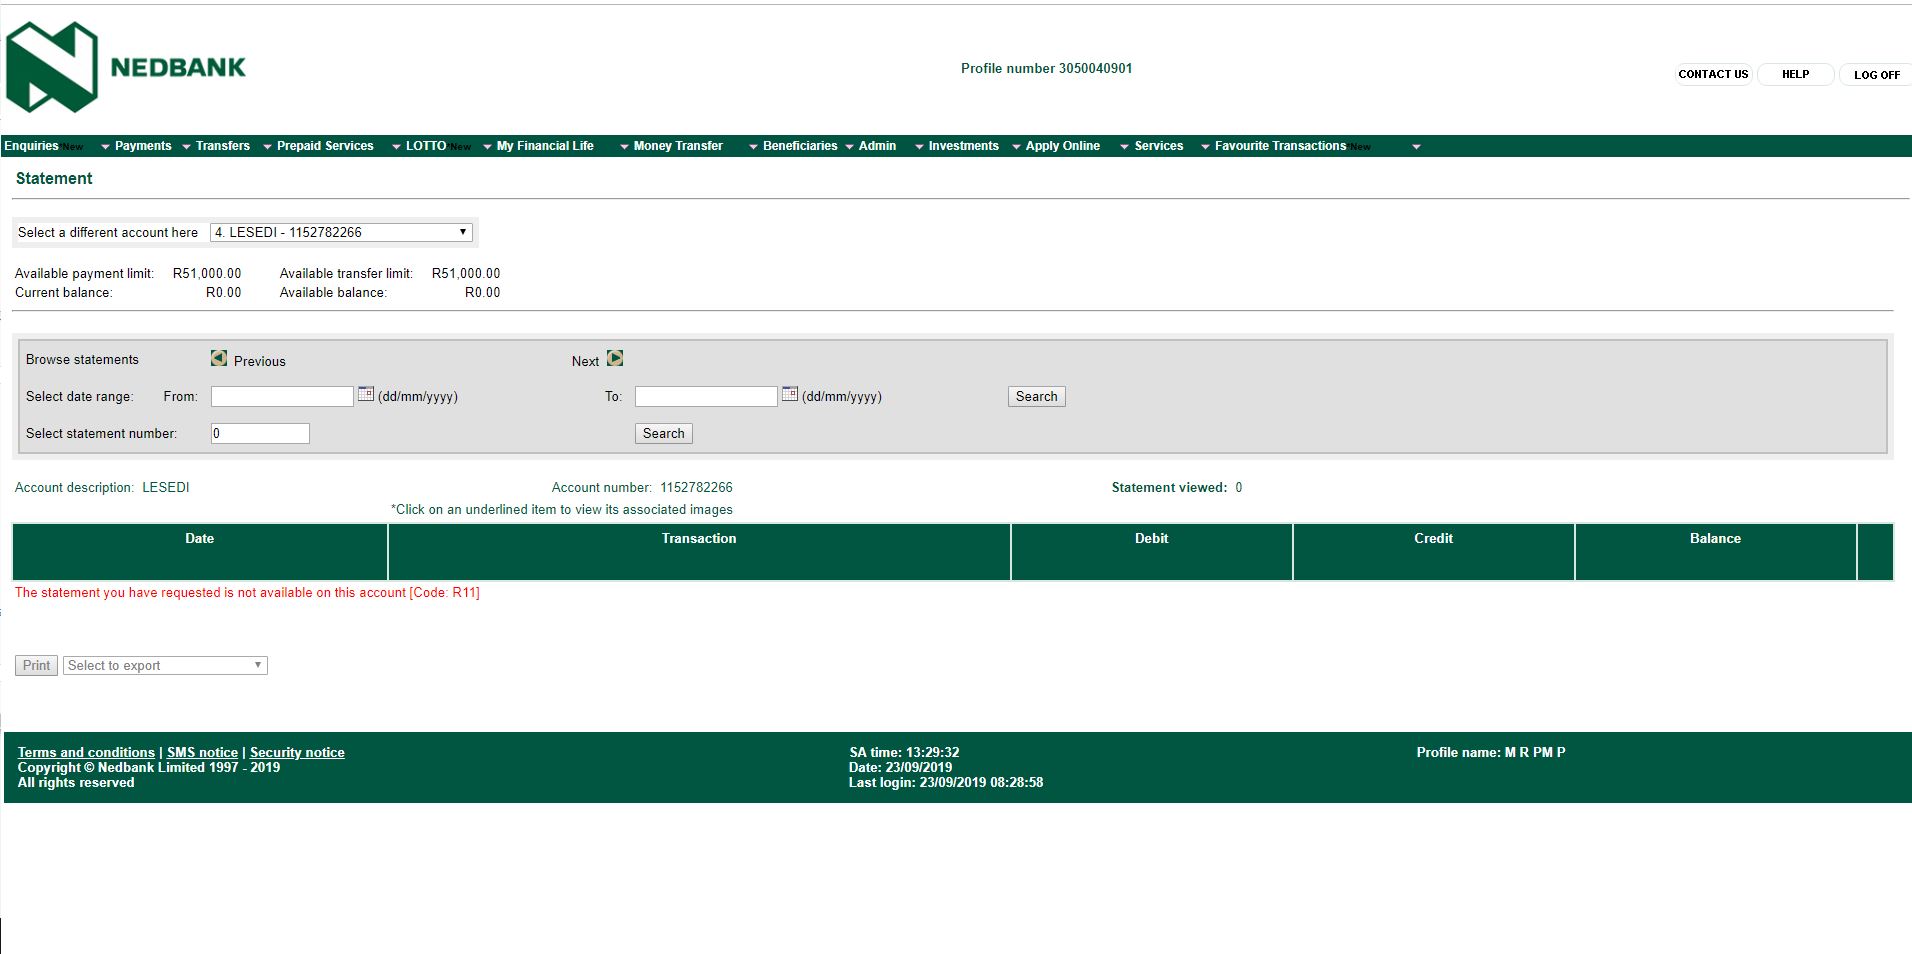 NEDBANK
Profile number 3050040901
CONTACT US HELP LOG OFF
Enquiries*New Payments Transfers Prepaid Services LOTTO*New My Financial Life Money Transfer Beneficiaries Admin Investments Apply Online Services Favourite Transactions*New
Statement
Select a different account here 4. LESEDI - 1152782266
Available payment limit: R51,000.00 Available transfer limit: R51,000.00
Current balance: R0.00 Available balance: R0.00
Browse statements Previous Next
Select date range: From: (dd/mm/yyyy) To: (dd/mm/yyyy) Search
Select statement number: 0 Search
Account description: LESEDI Account number: 1152782266 Statement viewed: 0
*Click on an underlined item to view its associated images
Date Transaction Debit Credit Balance
The statement you have requested is not available on this account [Code: R11]
Print Select to export
Terms and conditions | SMS notice | Security notice SA time: 13:29:32 Profile name: M R PM P
Copyright © Nedbank Limited 1997 - 2019 Date: 23/09/2019
All rights reserved Last login: 23/09/2019 08:28:58